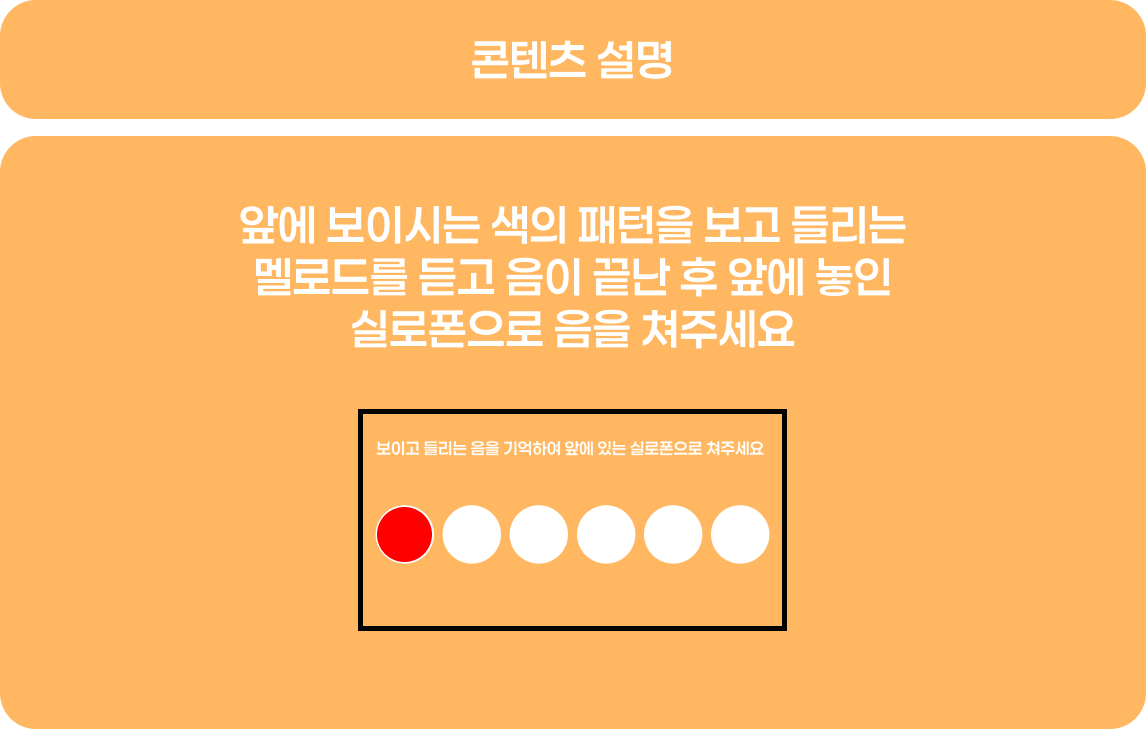 콘텐츠 설명
앞에 보이시는 색의 패턴을 보고 들리는
멜로드를 듣고 음이 끝난 후 앞에 놓인
실로폰으로 음을 쳐주세요
보이고 들리는 음을 기억하여 앞에 있는 실로폰으로 쳐주세요